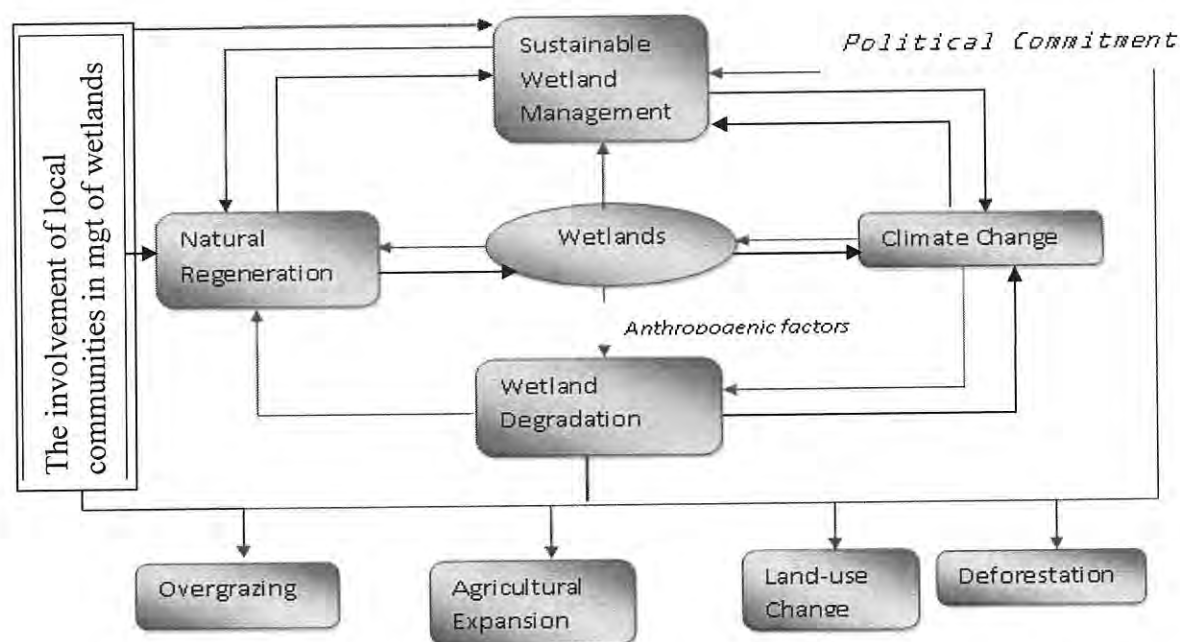 The involvement of local
communities in mgt of wetlands
Sustainable
Wetland
Management
Political Commitment
Natural
Regeneration
Wetlands
Climate Change
Anthropogenic factors
Wetland
Degradation
Overgrazing
Agricultural
Expansion
Land-use
Change
Deforestation